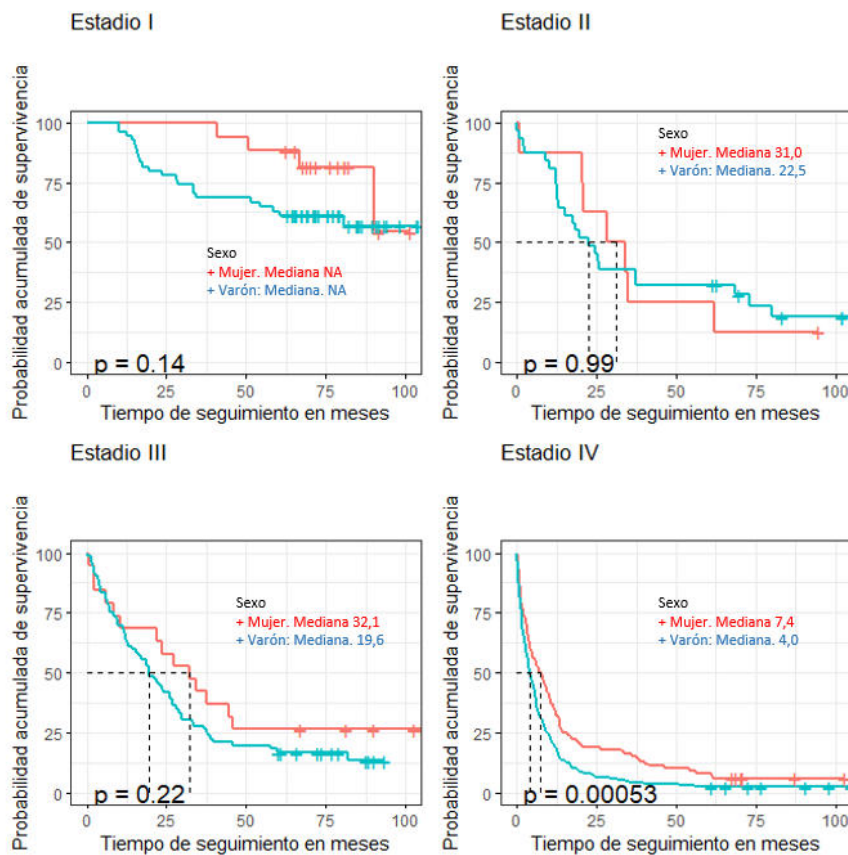 Estadio I
Probabilidad acumulada de supervivencia
100
75
50
25
0
Sexo
+ Mujer. Mediana NA
+ Varón: Mediana. NA
p = 0.14
0 25 50 75 100
Tiempo de seguimiento en meses
Estadio II
Probabilidad acumulada de supervivencia
100
75
50
25
0
Sexo
+ Mujer. Mediana 31,0
+ Varón: Mediana. 22,5
p = 0.99
0 25 50 75 100
Tiempo de seguimiento en meses
Estadio III
Probabilidad acumulada de supervivencia
100
75
50
25
0
Sexo
+ Mujer. Mediana 32,1
+ Varón: Mediana. 19,6
p = 0.22
0 25 50 75 100
Tiempo de seguimiento en meses
Estadio IV
Probabilidad acumulada de supervivencia
100
75
50
25
0
Sexo
+ Mujer. Mediana 7,4
+ Varón: Mediana. 4,0
p = 0.00053
0 25 50 75 100
Tiempo de seguimiento en meses